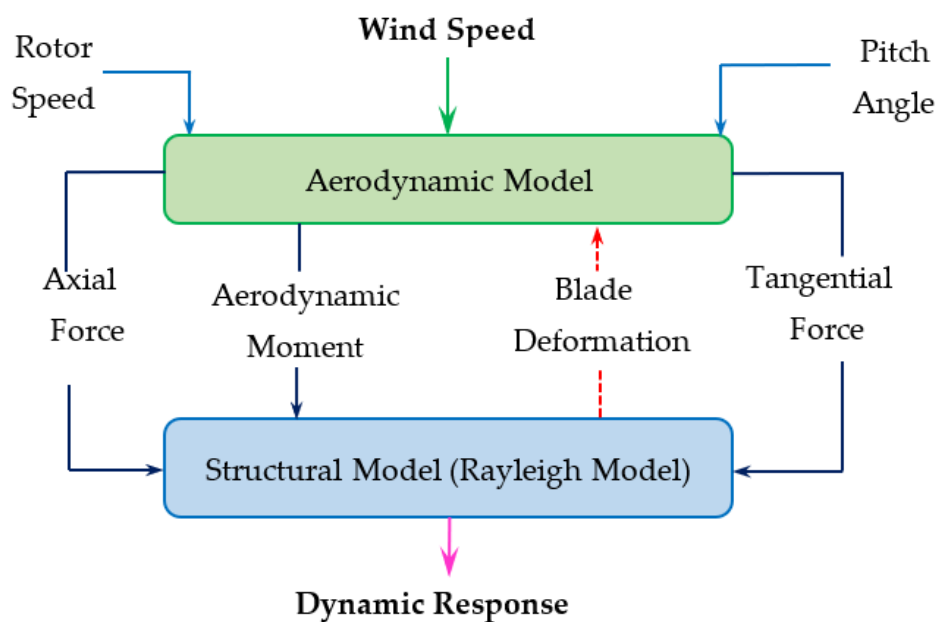 Wind Speed
Rotor
Speed
Pitch
Angle
Aerodynamic Model
Axial
Force
Aerodynamic
Moment
Blade
Deformation
Tangential
Force
Structural Model (Rayleigh Model)
Dynamic Response